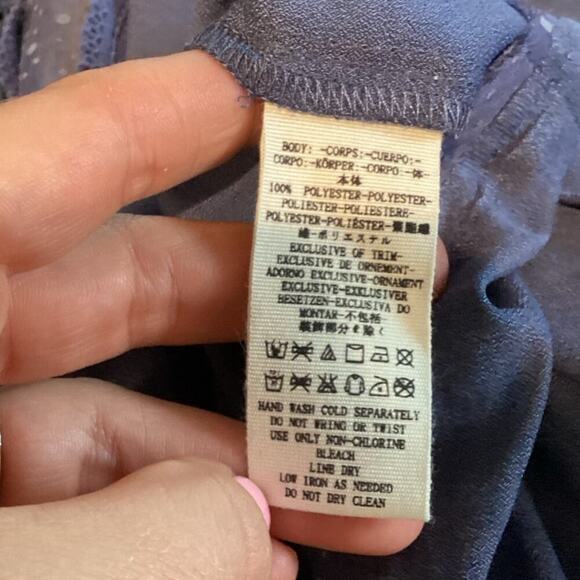 BODY: -CORPS:-CUERPO:-
CORPO:-KÖRPER-CORPO:-体-
本体
100% POLYESTER-POLYESTER-
POLIESTER-POLIESTERE-
POLYESTER-POLIÉSTER-聚酯纖
維-ポリエステル
EXCLUSIVE OF TRIM-
EXCLUSIVE DE ORNEMENT-
ADORNO EXCLUSIVE-ORNAMENT
EXCLUSIVE-EXKLUSIVER
BESETZEN-EXCLUSIVA DO
MONTAR-不包括-
装飾部分を除く
HAND WASH COLD SEPARATELY
DO NOT WRING OR TWIST
USE ONLY NON-CHLORINE
BLEACH
LINE DRY
LOW IRON AS NEEDED
DO NOT DRY CLEAN